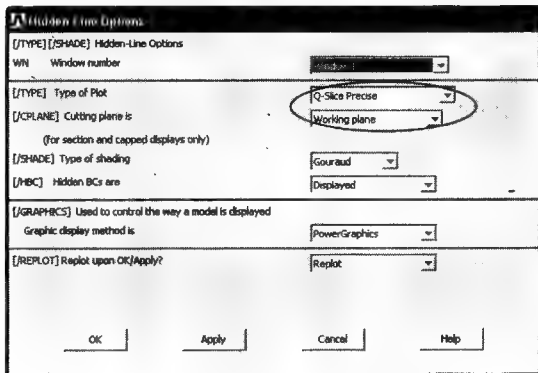 Hidden-Line Options
[/TYPE] [/SHADE] Hidden-Line Options
WN Window number Window 1
[/TYPE] Type of Plot Q-Slice Precise
[/CPLANE] Cutting plane is Working plane
(for section and capped displays only)
[/SHADE] Type of shading Gouraud
[/HBC] Hidden BCs are Displayed
[/GRAPHICS] Used to control the way a model is displayed
Graphic display method is PowerGraphics
[/REPLOT] Replot upon OK/Apply? Replot
OK Apply Cancel Help